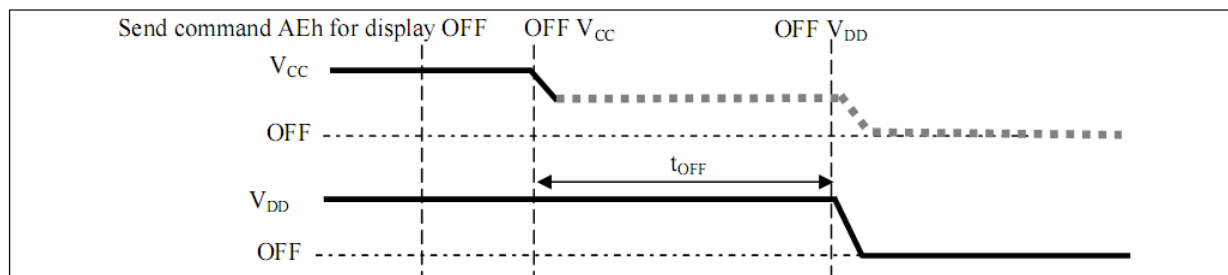 Send command AEh for display OFF OFF VCC OFF VDD
VCC
OFF
tOFF
VDD
OFF